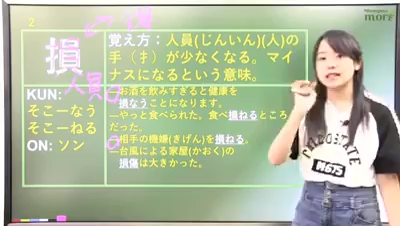 2
Nihongonomori
more
損
覚え方：人員(じんいん)(人)の
手（扌）が少なくなる。マイ
ナスになるという意味。
人員
KUN:
そこーなう
そこーねる
ON: ソン
―お酒を飲みすぎると健康を
損なうことになります。
―やっと食べられた。食べ損ねるところ
だった。
―相手の機嫌(きげん)を損ねる。
―台風による家屋(かおく)の
損傷は大きかった。